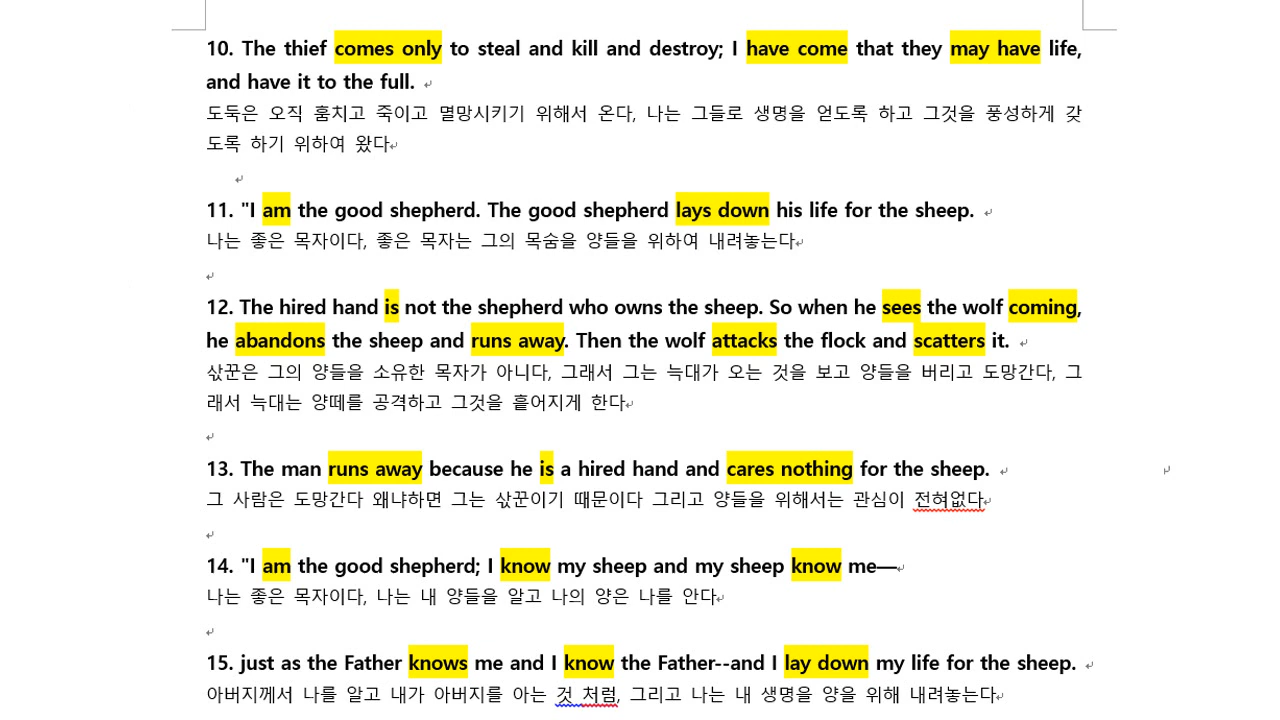 10. The thief comes only to steal and kill and destroy; I have come that they may have life,
and have it to the full.
도둑은 오직 훔치고 죽이고 멸망시키기 위해서 온다, 나는 그들로 생명을 얻도록 하고 그것을 풍성하게 갖
도록 하기 위하여 왔다
11. "I am the good shepherd. The good shepherd lays down his life for the sheep.
나는 좋은 목자이다, 좋은 목자는 그의 목숨을 양들을 위하여 내려놓는다
12. The hired hand is not the shepherd who owns the sheep. So when he sees the wolf coming,
he abandons the sheep and runs away. Then the wolf attacks the flock and scatters it.
삯꾼은 그의 양들을 소유한 목자가 아니다, 그래서 그는 늑대가 오는 것을 보고 양들을 버리고 도망간다, 그
래서 늑대는 양떼를 공격하고 그것을 흩어지게 한다
13. The man runs away because he is a hired hand and cares nothing for the sheep.
그 사람은 도망간다 왜냐하면 그는 삯꾼이기 때문이다 그리고 양들을 위해서는 관심이 전혀없다
14. "I am the good shepherd; I know my sheep and my sheep know me—
나는 좋은 목자이다, 나는 내 양들을 알고 나의 양은 나를 안다
15. just as the Father knows me and I know the Father--and I lay down my life for the sheep.
아버지께서 나를 알고 내가 아버지를 아는 것 처럼, 그리고 나는 내 생명을 양을 위해 내려놓는다